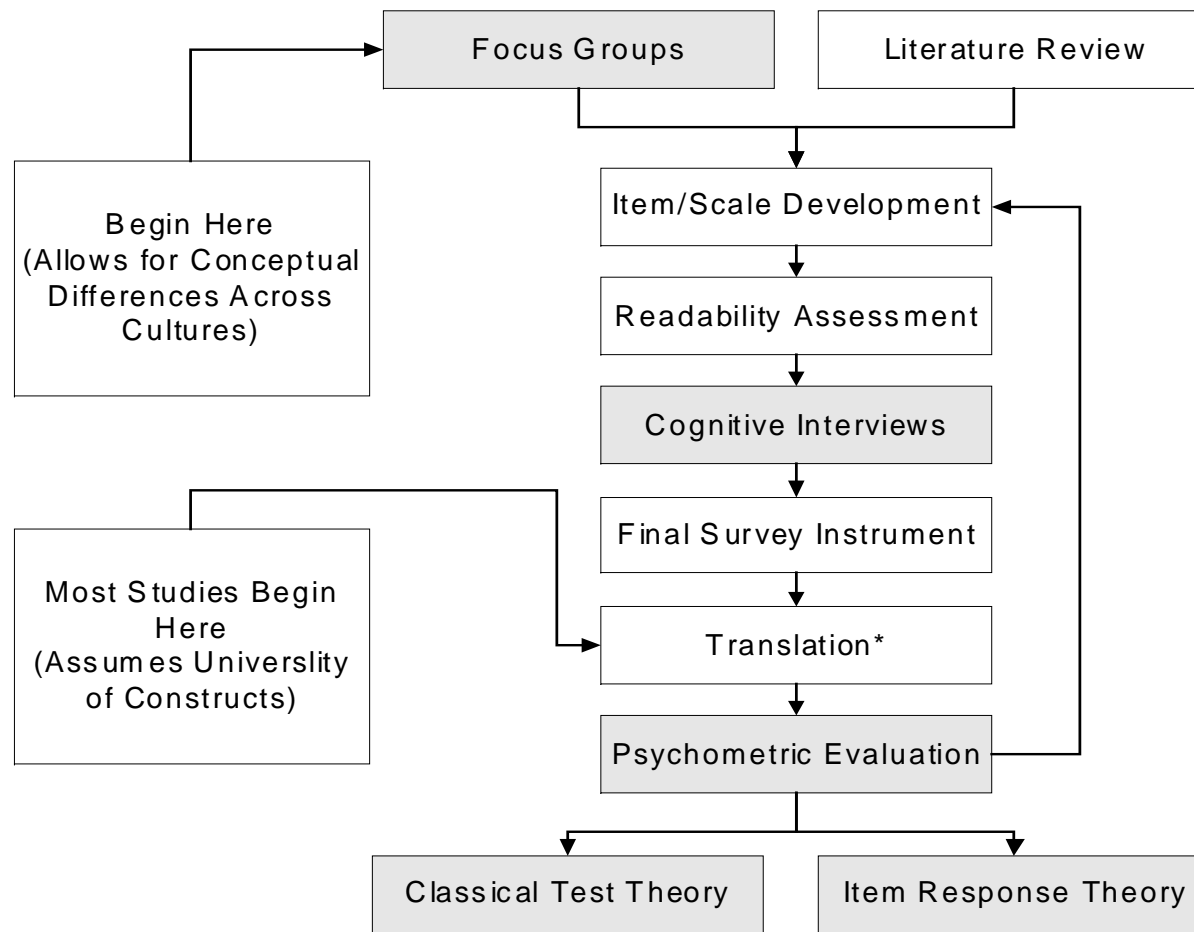 Focus Groups
Literature Review
Begin Here
(Allows for Conceptual
Differences Across
Cultures)
Item/Scale Development
Readability Assessment
Cognitive Interviews
Final Survey Instrument
Most Studies Begin
Here
(Assumes Universlity
of Constructs)
Translation*
Psychometric Evaluation
Classical Test Theory
Item Response Theory